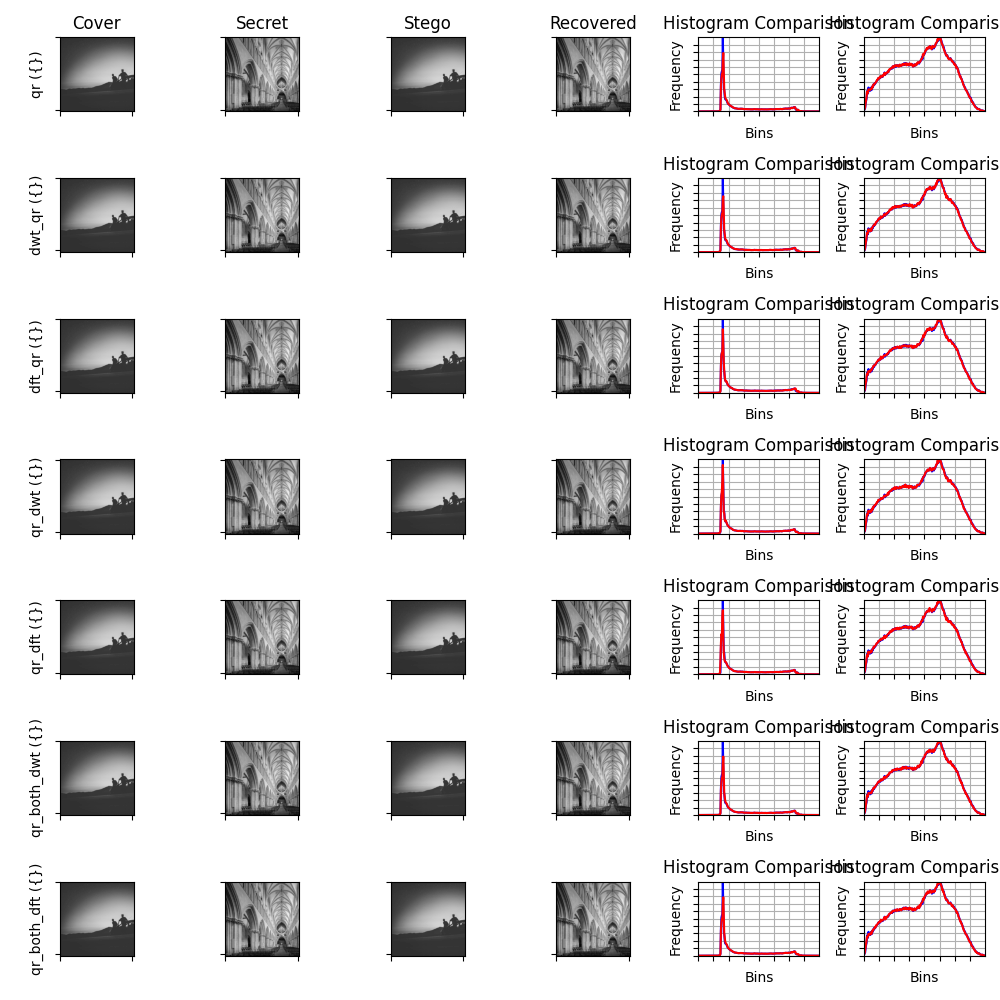 Cover Secret Stego Recovered Histogram Comparison Histogram Comparis
qr ({}) Frequency Frequency
Bins Bins
Histogram Comparison Histogram Comparis
dwt_qr ({}) Frequency Frequency
Bins Bins
Histogram Comparison Histogram Comparis
dft_qr ({}) Frequency Frequency
Bins Bins
Histogram Comparison Histogram Comparis
qr_dwt ({}) Frequency Frequency
Bins Bins
Histogram Comparison Histogram Comparis
qr_dft ({}) Frequency Frequency
Bins Bins
Histogram Comparison Histogram Comparis
qr_both_dwt ({}) Frequency Frequency
Bins Bins
Histogram Comparison Histogram Comparis
qr_both_dft ({}) Frequency Frequency
Bins Bins